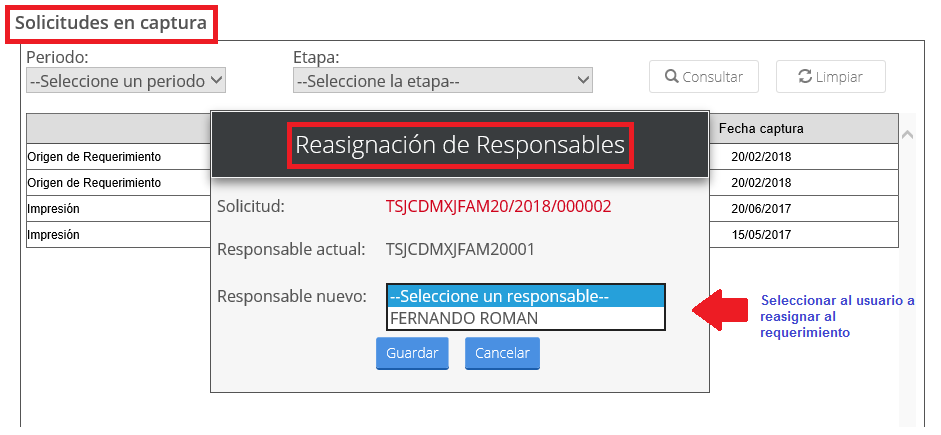 Solicitudes en captura
Periodo:
Etapa:
--Seleccione un periodo
--Seleccione la etapa--
Consultar
Limpiar
Fecha captura
Reasignación de Responsables
Origen de Requerimiento
20/02/2018
Origen de Requerimiento
20/02/2018
Impresión
20/06/2017
Impresión
15/05/2017
Solicitud:
TSJCDMXJFAM20/2018/000002
Responsable actual:
TSJCDMXJFAM20001
Responsable nuevo:
--Seleccione un responsable--
FERNANDO ROMAN
Guardar
Cancelar
Seleccionar al usuario a
reasignar al
requerimiento